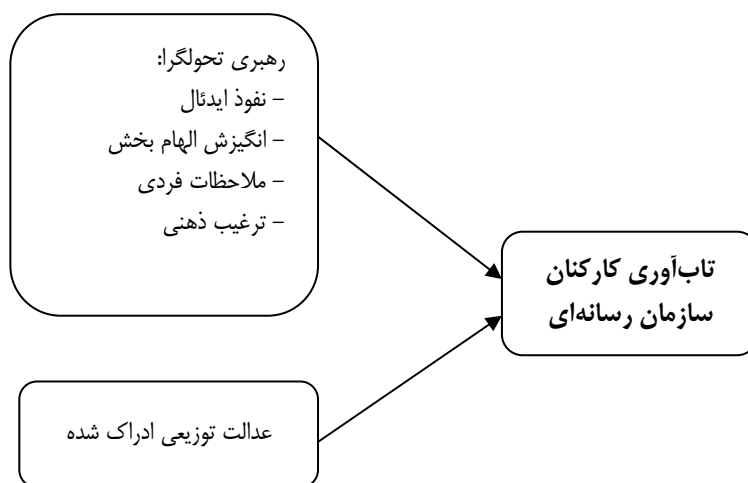 رهبری تحولگرا:
– نفوذ ایدئال
– انگیزش الهام بخش
– ملاحظات فردی
– ترغیب ذهنی
تاب‌آوری کارکنان
سازمان رسانه‌ای
عدالت توزیعی ادراک شده